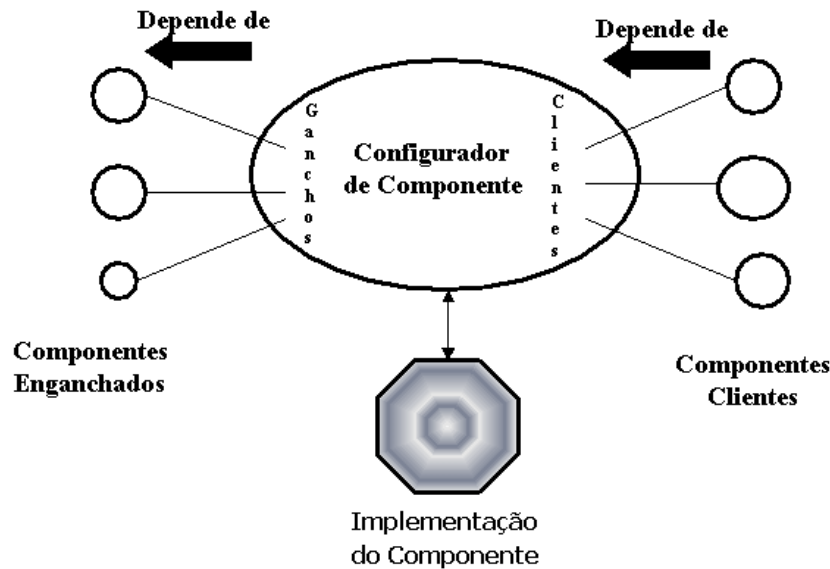 Depende de
Depende de
Ganchos
Clientes
Configurador
de Componente
Componentes
Enganchados
Componentes
Clientes
Implementação
do Componente